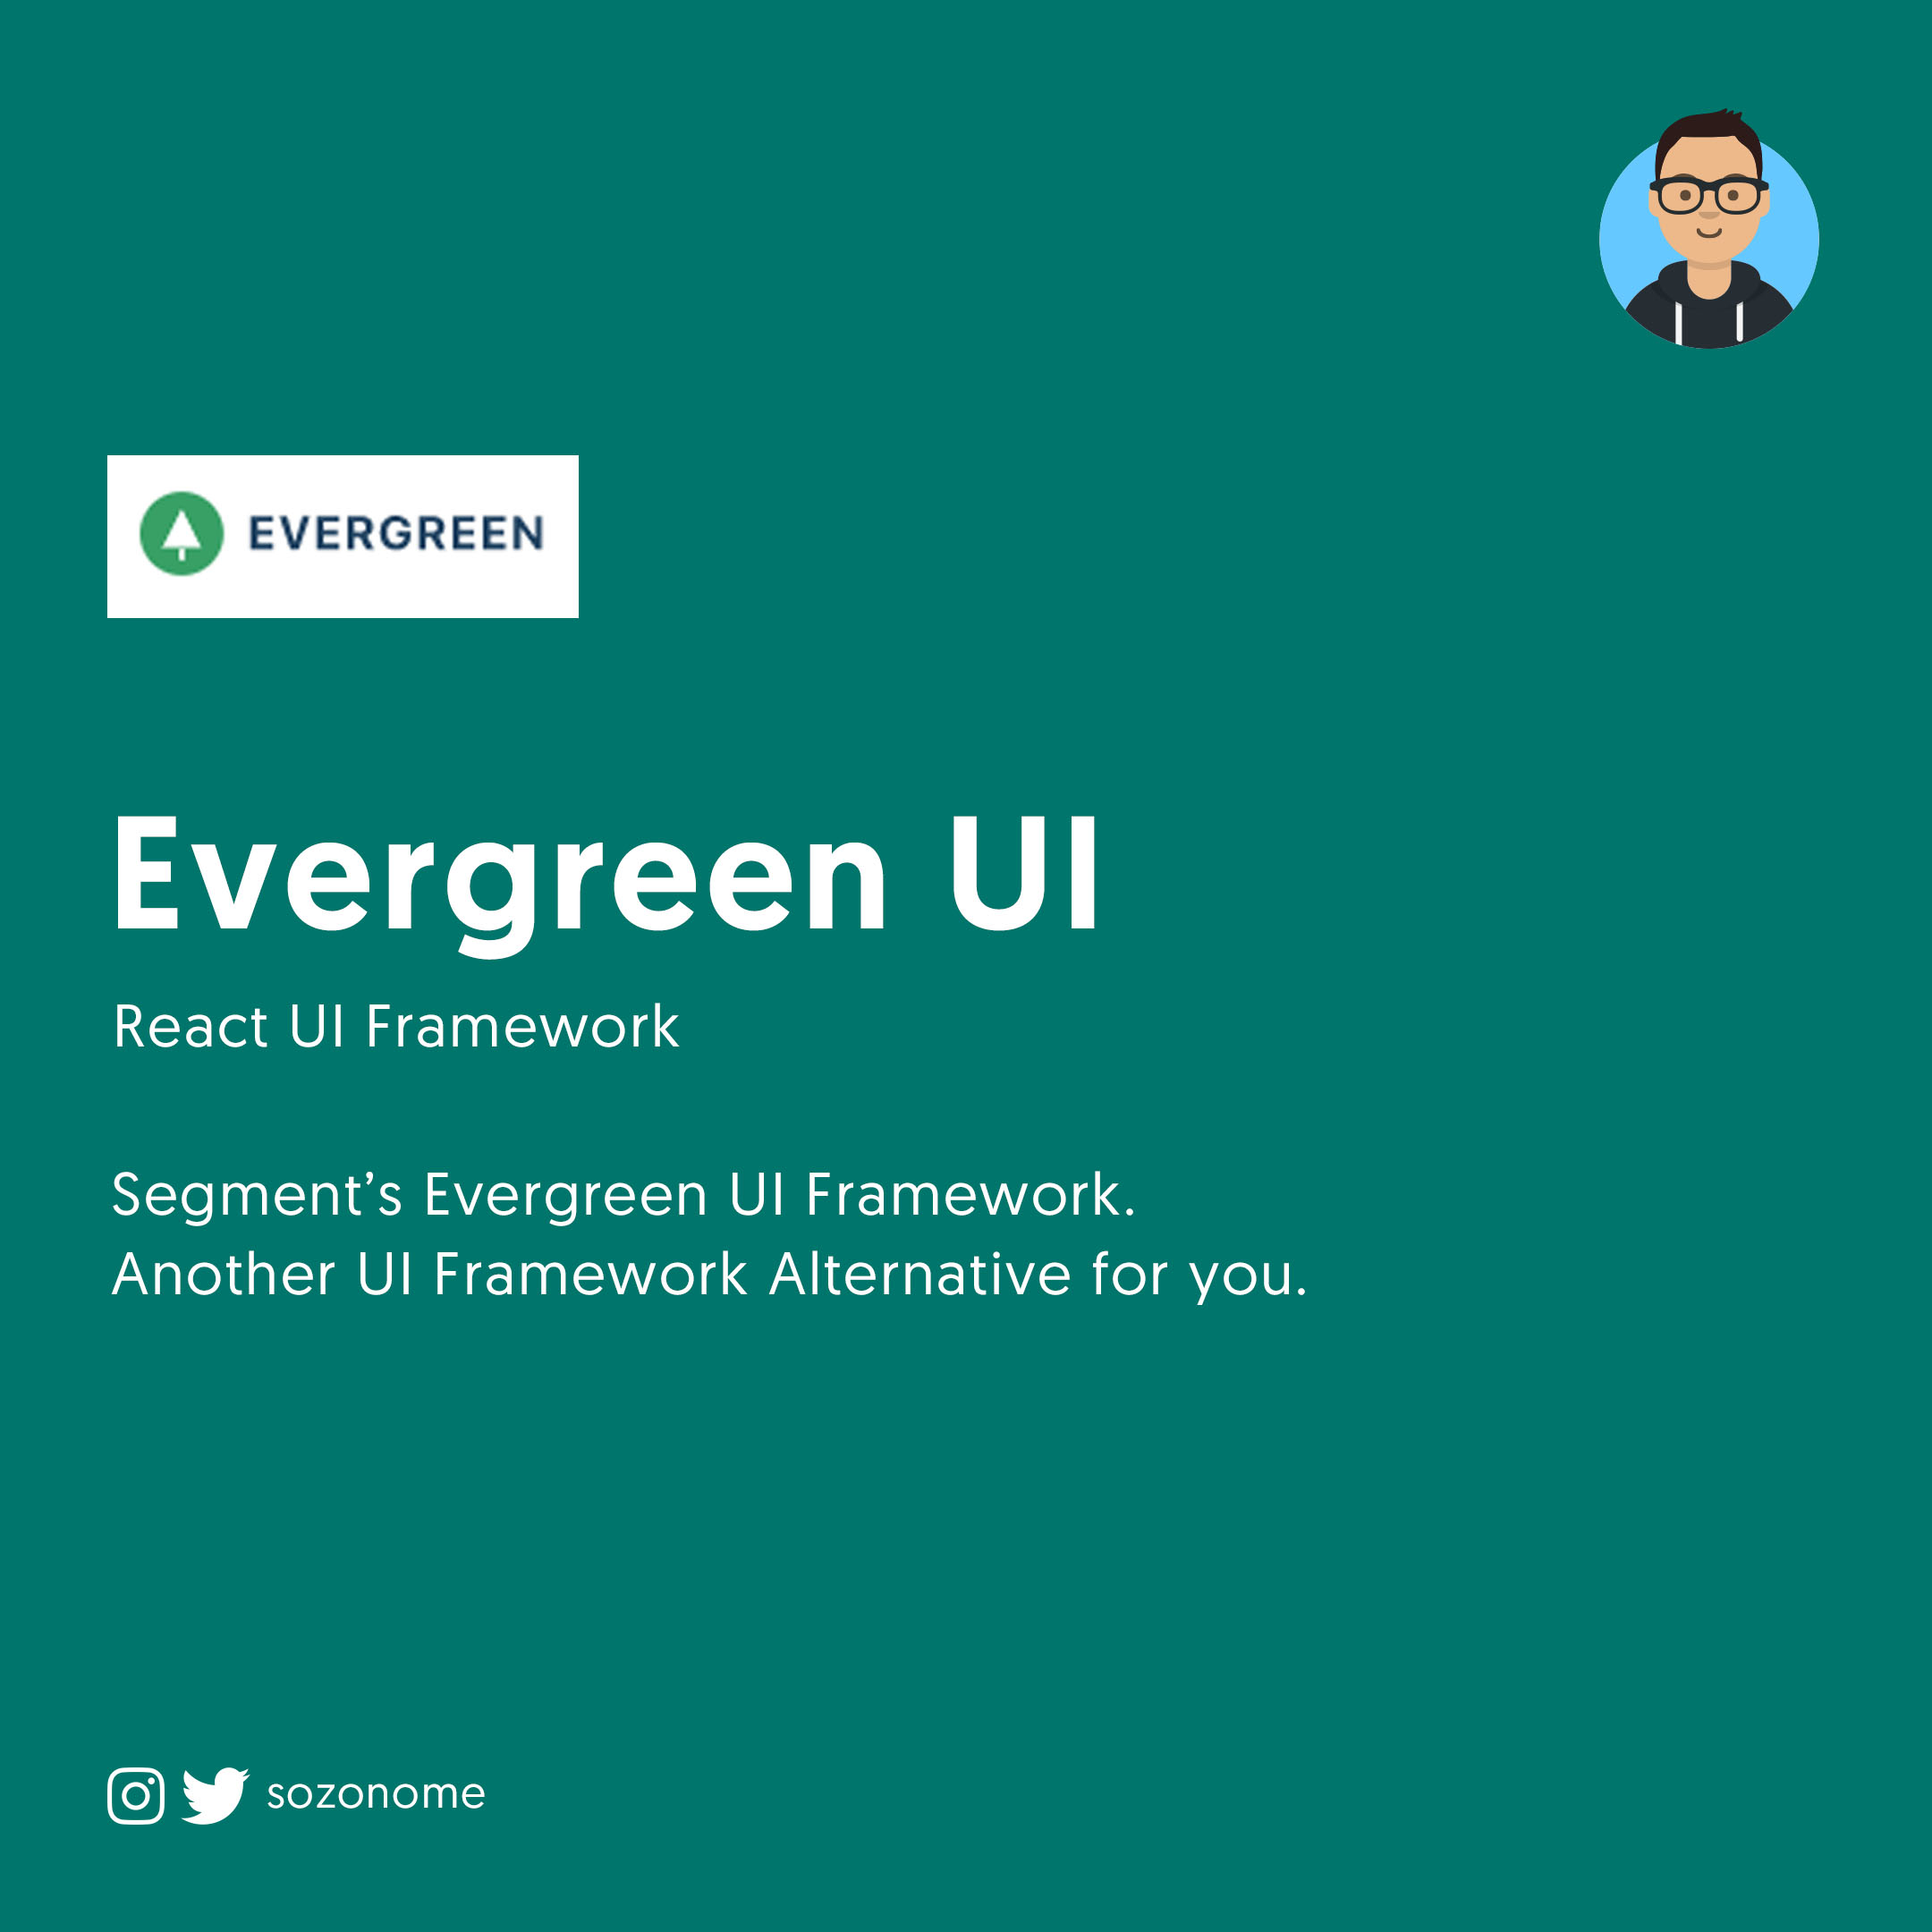 EVERGREEN
Evergreen UI
React UI Framework
Segment’s Evergreen UI Framework.
Another UI Framework Alternative for you.
sozonome